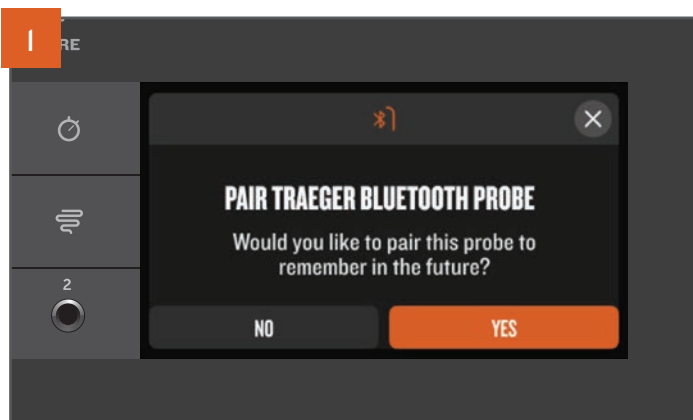 1
RE
PAIR TRAEGER BLUETOOTH PROBE
Would you like to pair this probe to
remember in the future?
2
NO
YES